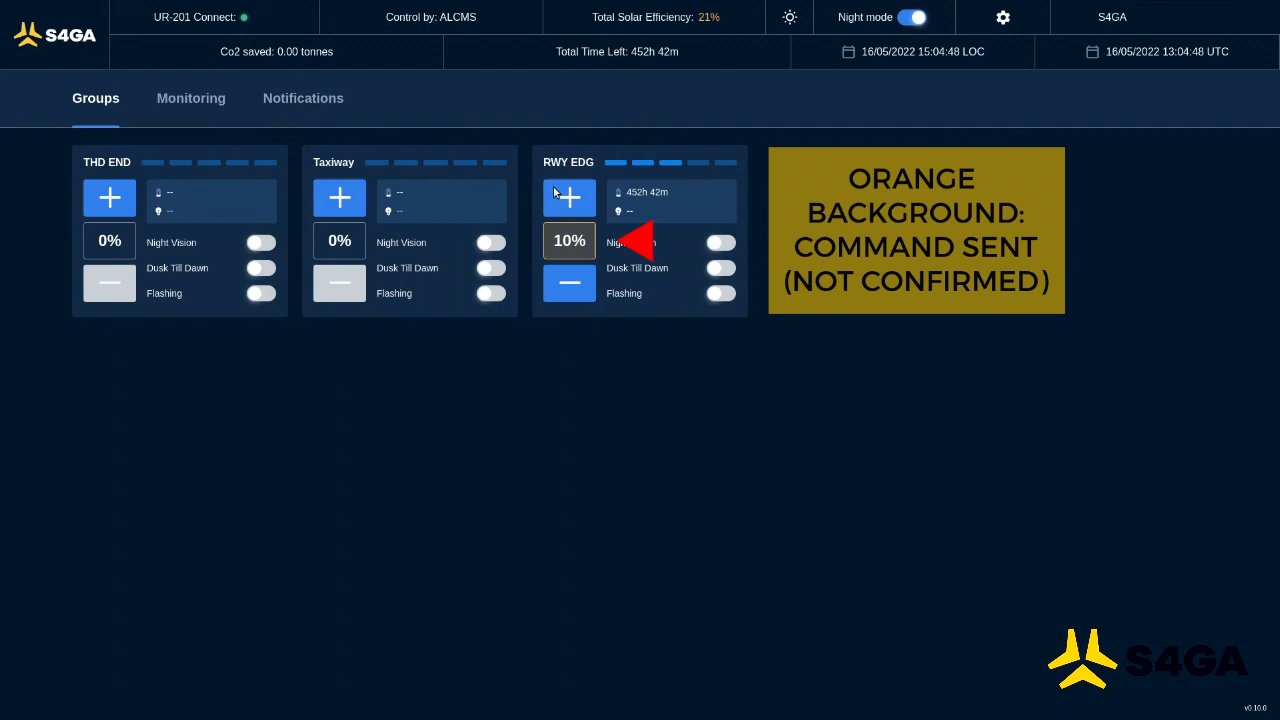 S4GA
UR-201 Connect:
Control by: ALCMS
Total Solar Efficiency: 21%
Night mode
S4GA
Co2 saved: 0.00 tonnes
Total Time Left: 452h 42m
16/05/2022 15:04:48 LOC
16/05/2022 13:04:48 UTC
Groups
Monitoring
Notifications
THD END
--
--
0%
Night Vision
Dusk Till Dawn
Flashing
Taxiway
--
--
0%
Night Vision
Dusk Till Dawn
Flashing
RWY EDG
452h 42m
--
10%
Dusk Till Dawn
Flashing
ORANGE
BACKGROUND:
COMMAND SENT
(NOT CONFIRMED)
S4GA
v0.10.0